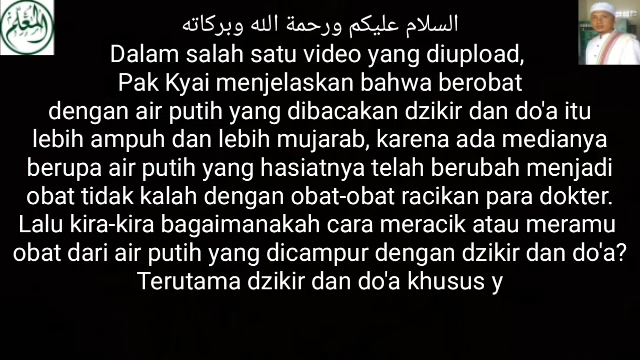 السلام عليكم ورحمة الله وبركاته
Dalam salah satu video yang diupload,
Pak Kyai menjelaskan bahwa berobat
dengan air putih yang dibacakan dzikir dan do'a itu
lebih ampuh dan lebih mujarab, karena ada medianya
berupa air putih yang hasiatnya telah berubah menjadi
obat tidak kalah dengan obat-obat racikan para dokter.
Lalu kira-kira bagaimanakah cara meracik atau meramu
obat dari air putih yang dicampur dengan dzikir dan do'a?
Terutama dzikir dan do'a khusus y